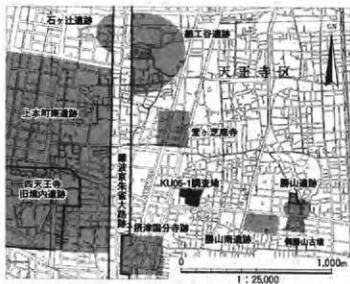 石ヶ辻遺跡
細工谷遺跡
GN
天王寺区
上本町南遺跡
堂ヶ芝廃寺
難波京朱雀大路跡
四天王寺
旧境内遺跡
KU05-1調査地
勝山遺跡
摂津国分寺跡
勝山南遺跡
御勝山古墳
0
1,000m
1：25,000